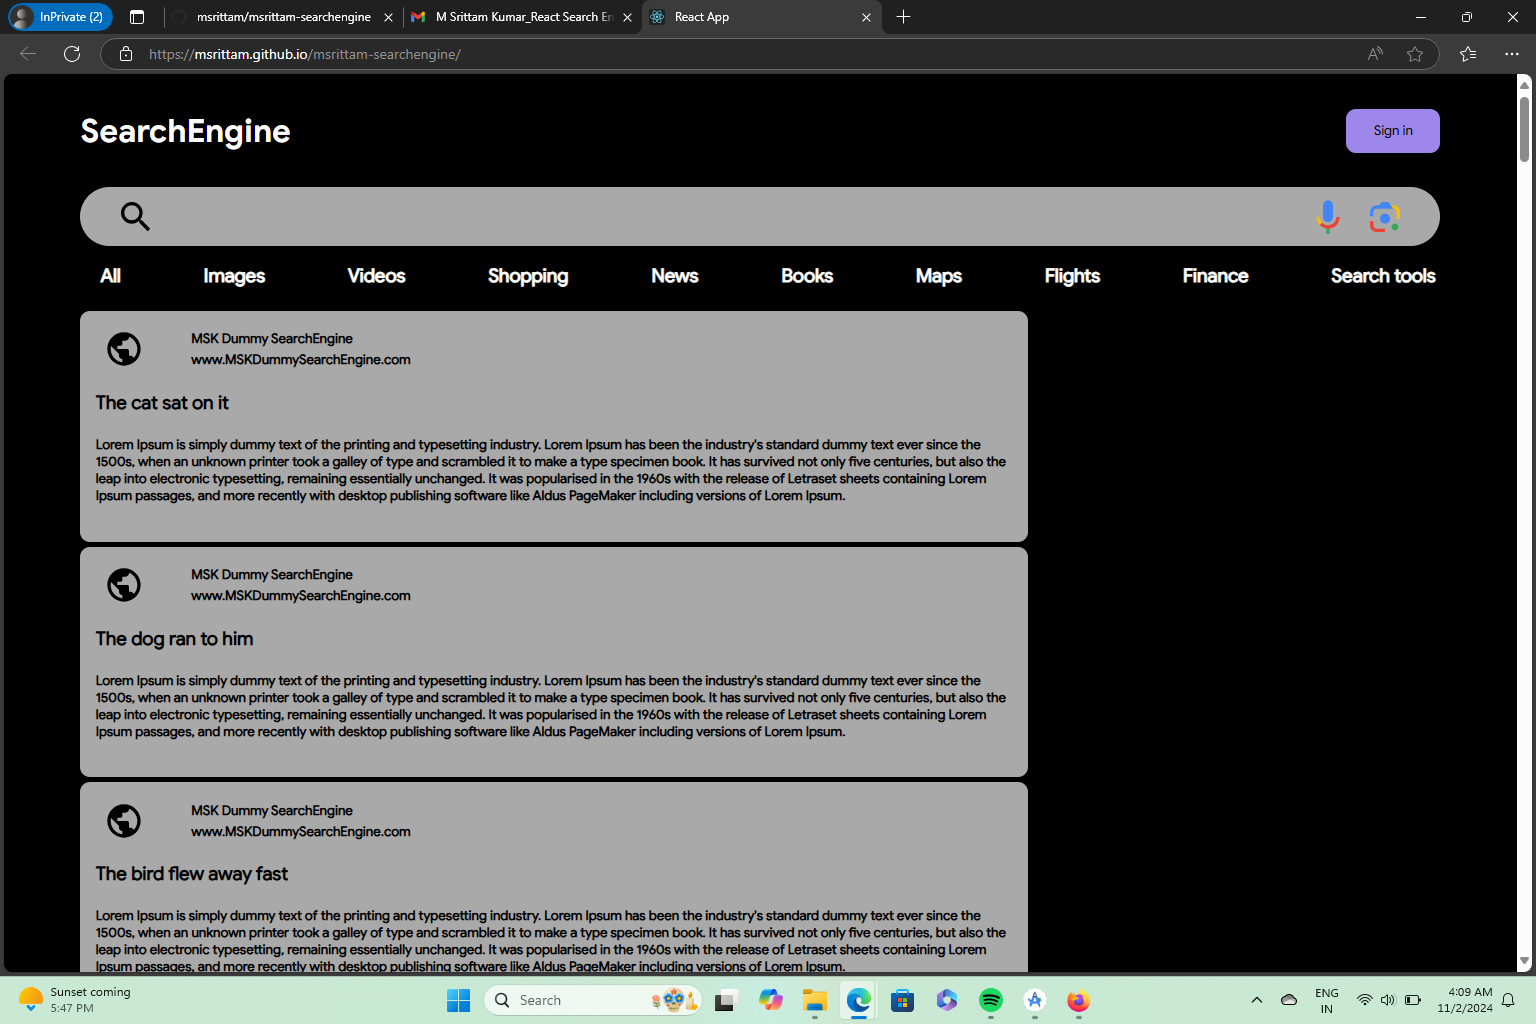 InPrivate (2)
msrittam/msrittam-searchengine
M Srittam Kumar_React Search En
React App
https://msrittam.github.io/msrittam-searchengine/
SearchEngine
Sign in
All Images Videos Shopping News Books Maps Flights Finance Search tools
MSK Dummy SearchEngine
www.MSKDummySearchEngine.com
The cat sat on it
Lorem Ipsum is simply dummy text of the printing and typesetting industry. Lorem Ipsum has been the industry's standard dummy text ever since the
1500s, when an unknown printer took a galley of type and scrambled it to make a type specimen book. It has survived not only five centuries, but also the
leap into electronic typesetting, remaining essentially unchanged. It was popularised in the 1960s with the release of Letraset sheets containing Lorem
Ipsum passages, and more recently with desktop publishing software like Aldus PageMaker including versions of Lorem Ipsum.
MSK Dummy SearchEngine
www.MSKDummySearchEngine.com
The dog ran to him
Lorem Ipsum is simply dummy text of the printing and typesetting industry. Lorem Ipsum has been the industry's standard dummy text ever since the
1500s, when an unknown printer took a galley of type and scrambled it to make a type specimen book. It has survived not only five centuries, but also the
leap into electronic typesetting, remaining essentially unchanged. It was popularised in the 1960s with the release of Letraset sheets containing Lorem
Ipsum passages, and more recently with desktop publishing software like Aldus PageMaker including versions of Lorem Ipsum.
MSK Dummy SearchEngine
www.MSKDummySearchEngine.com
The bird flew away fast
Lorem Ipsum is simply dummy text of the printing and typesetting industry. Lorem Ipsum has been the industry's standard dummy text ever since the
1500s, when an unknown printer took a galley of type and scrambled it to make a type specimen book. It has survived not only five centuries, but also the
leap into electronic typesetting, remaining essentially unchanged. It was popularised in the 1960s with the release of Letraset sheets containing Lorem
Ipsum passages, and more recently with desktop publishing software like Aldus PageMaker including versions of Lorem Ipsum.
Sunset coming
5:47 PM
Search
ENG
IN
4:09 AM
11/2/2024